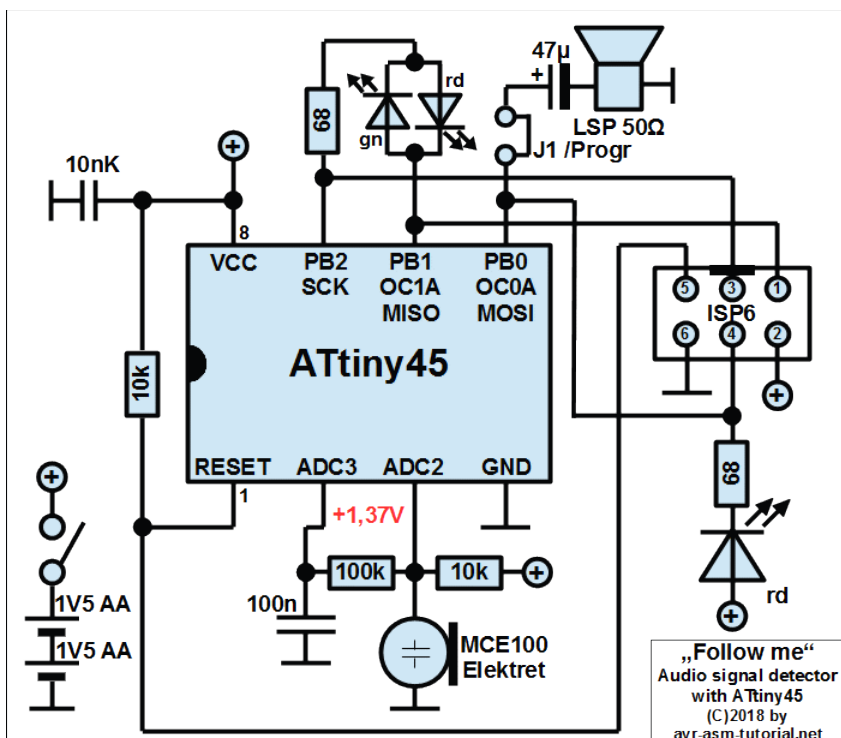 47µ
+
rd
68
gn
LSP 50Ω
J1 /Progr
10nK
+
8
VCC
PB2
SCK
PB1
OC1A
MISO
PB0
OC0A
MOSI
5
3
1
ISP6
6
4
2
+
ATtiny45
10k
RESET
ADC3
ADC2
GND
1
+1,37V
68
+
100k
10k
+
rd
+
100n
1V5 AA
1V5 AA
MCE100
Elektret
„Follow me“
Audio signal detector
with ATtiny45
(C)2018 by
avr-asm-tutorial.net